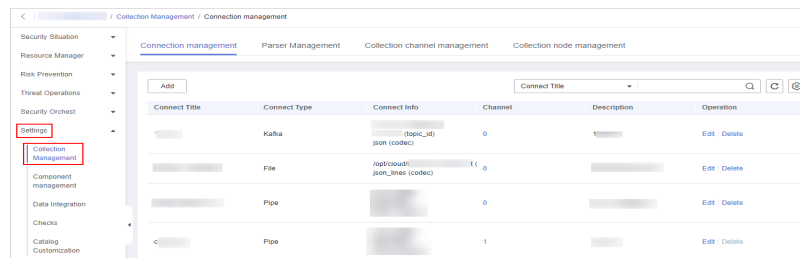 / Collection Management / Connection management
Security Situation
Resource Manager
Risk Prevention
Threat Operations
Security Orchest
Settings
Collection
Management
Component
management
Data Integration
Checks
Catalog
Customization
Connection management Parser Management Collection channel management Collection node management
Add
Connect Title
Connect Title Connect Type Connect Info Channel Description Operation
Kafka (topic_id) 0 Edit Delete
json (codec)
File /opt/cloud/ 0 Edit Delete
json_lines (codec)
Pipe 0 Edit Delete
Pipe 1 Edit Delete